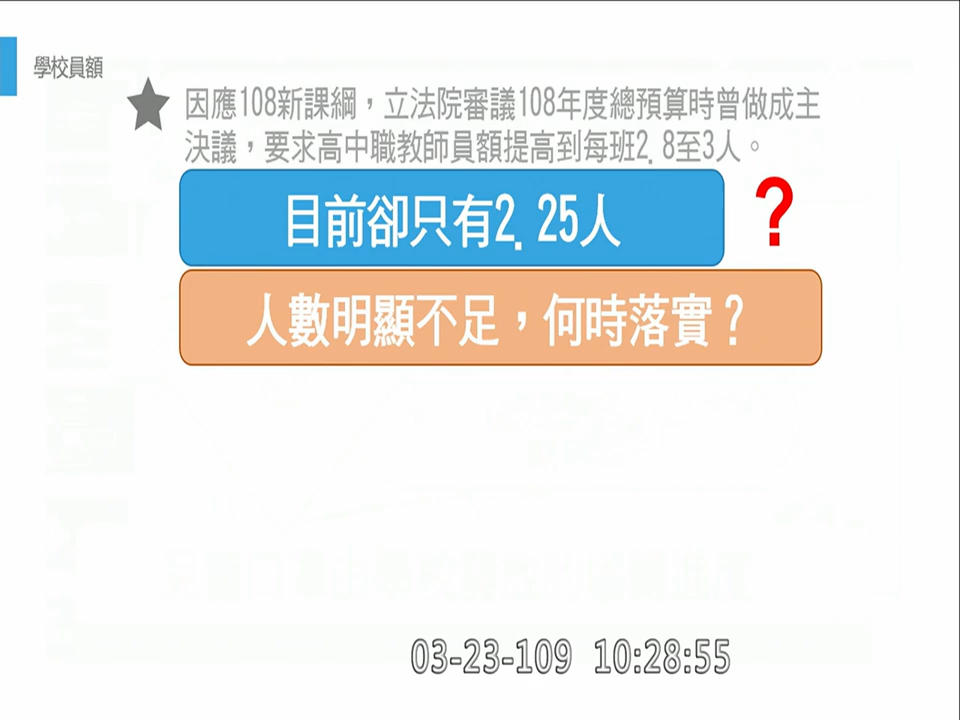 學校員額
因應108新課綱，立法院審議108年度總預算時曾做成主
決議，要求高中職教師員額提高到每班2.8至3人。
目前卻只有2.25人
？
人數明顯不足，何時落實？
03-23-109 10:28:55